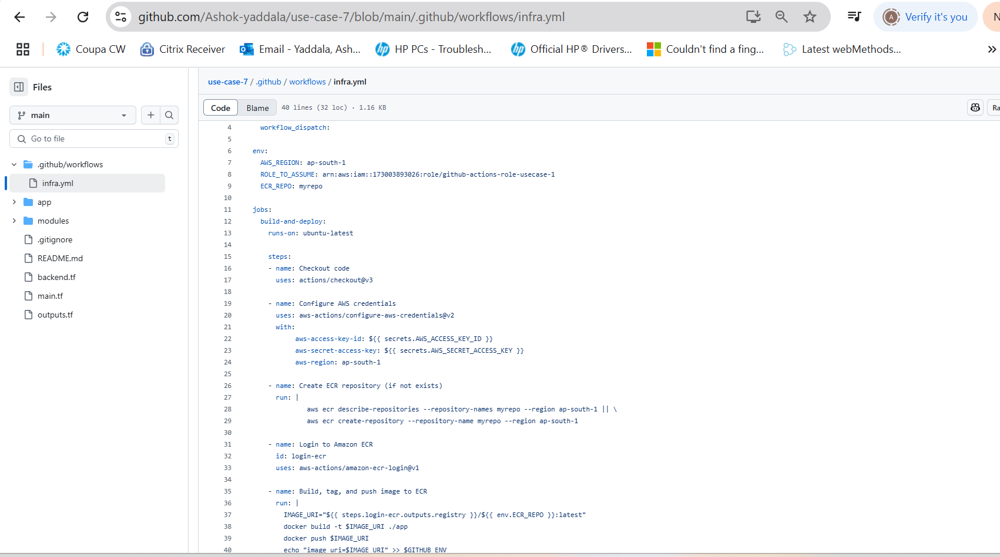 github.com/Ashok-yaddala/use-case-7/blob/main/.github/workflows/infra.yml
A
Verify it's you
N
Coupa CW
Citrix Receiver
Email - Yaddala, Ash...
HP PCs - Troublesh...
Official HP® Drivers...
Couldn't find a fing...
Latest webMethods...
»
Files
main
Go to file
t
.github/workflows
infra.yml
app
modules
.gitignore
README.md
backend.tf
main.tf
outputs.tf
use-case-7 / .github / workflows / infra.yml
Code Blame 40 lines (32 loc) · 1.16 KB
Ra
4 workflow_dispatch:
5
6 env:
7 AWS_REGION: ap-south-1
8 ROLE_TO_ASSUME: arn:aws:iam::173003893026:role/github-actions-role-usecase-1
9 ECR_REPO: myrepo
10
11 jobs:
12 build-and-deploy:
13 runs-on: ubuntu-latest
14
15 steps:
16 - name: Checkout code
17 uses: actions/checkout@v3
18
19 - name: Configure AWS credentials
20 uses: aws-actions/configure-aws-credentials@v2
21 with:
22 aws-access-key-id: ${{ secrets.AWS_ACCESS_KEY_ID }}
23 aws-secret-access-key: ${{ secrets.AWS_SECRET_ACCESS_KEY }}
24 aws-region: ap-south-1
25
26 - name: Create ECR repository (if not exists)
27 run: |
28 aws ecr describe-repositories --repository-names myrepo --region ap-south-1 || \
29 aws ecr create-repository --repository-name myrepo --region ap-south-1
30
31 - name: Login to Amazon ECR
32 id: login-ecr
33 uses: aws-actions/amazon-ecr-login@v1
34
35 - name: Build, tag, and push image to ECR
36 run: |
37 IMAGE_URI="${{ steps.login-ecr.outputs.registry }}/${{ env.ECR_REPO }}:latest"
38 docker build -t $IMAGE_URI ./app
39 docker push $IMAGE_URI
40 echo "image_uri=$IMAGE_URI" >> $GITHUB_ENV